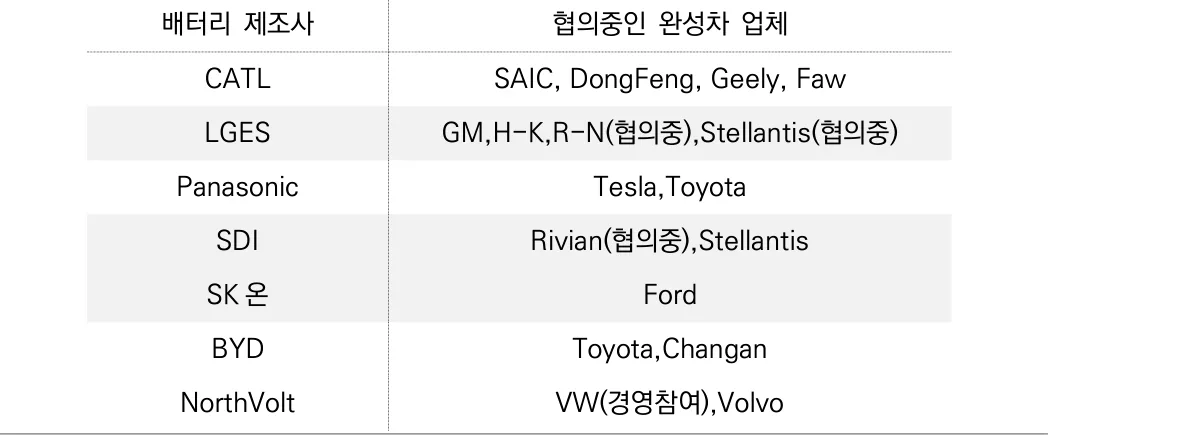 배터리 제조사 협의중인 완성차 업체
CATL SAIC, DongFeng, Geely, Faw
LGES GM,H-K,R-N(협의중),Stellantis(협의중)
Panasonic Tesla,Toyota
SDI Rivian(협의중),Stellantis
SK온 Ford
BYD Toyota,Changan
NorthVolt VW(경영참여),Volvo